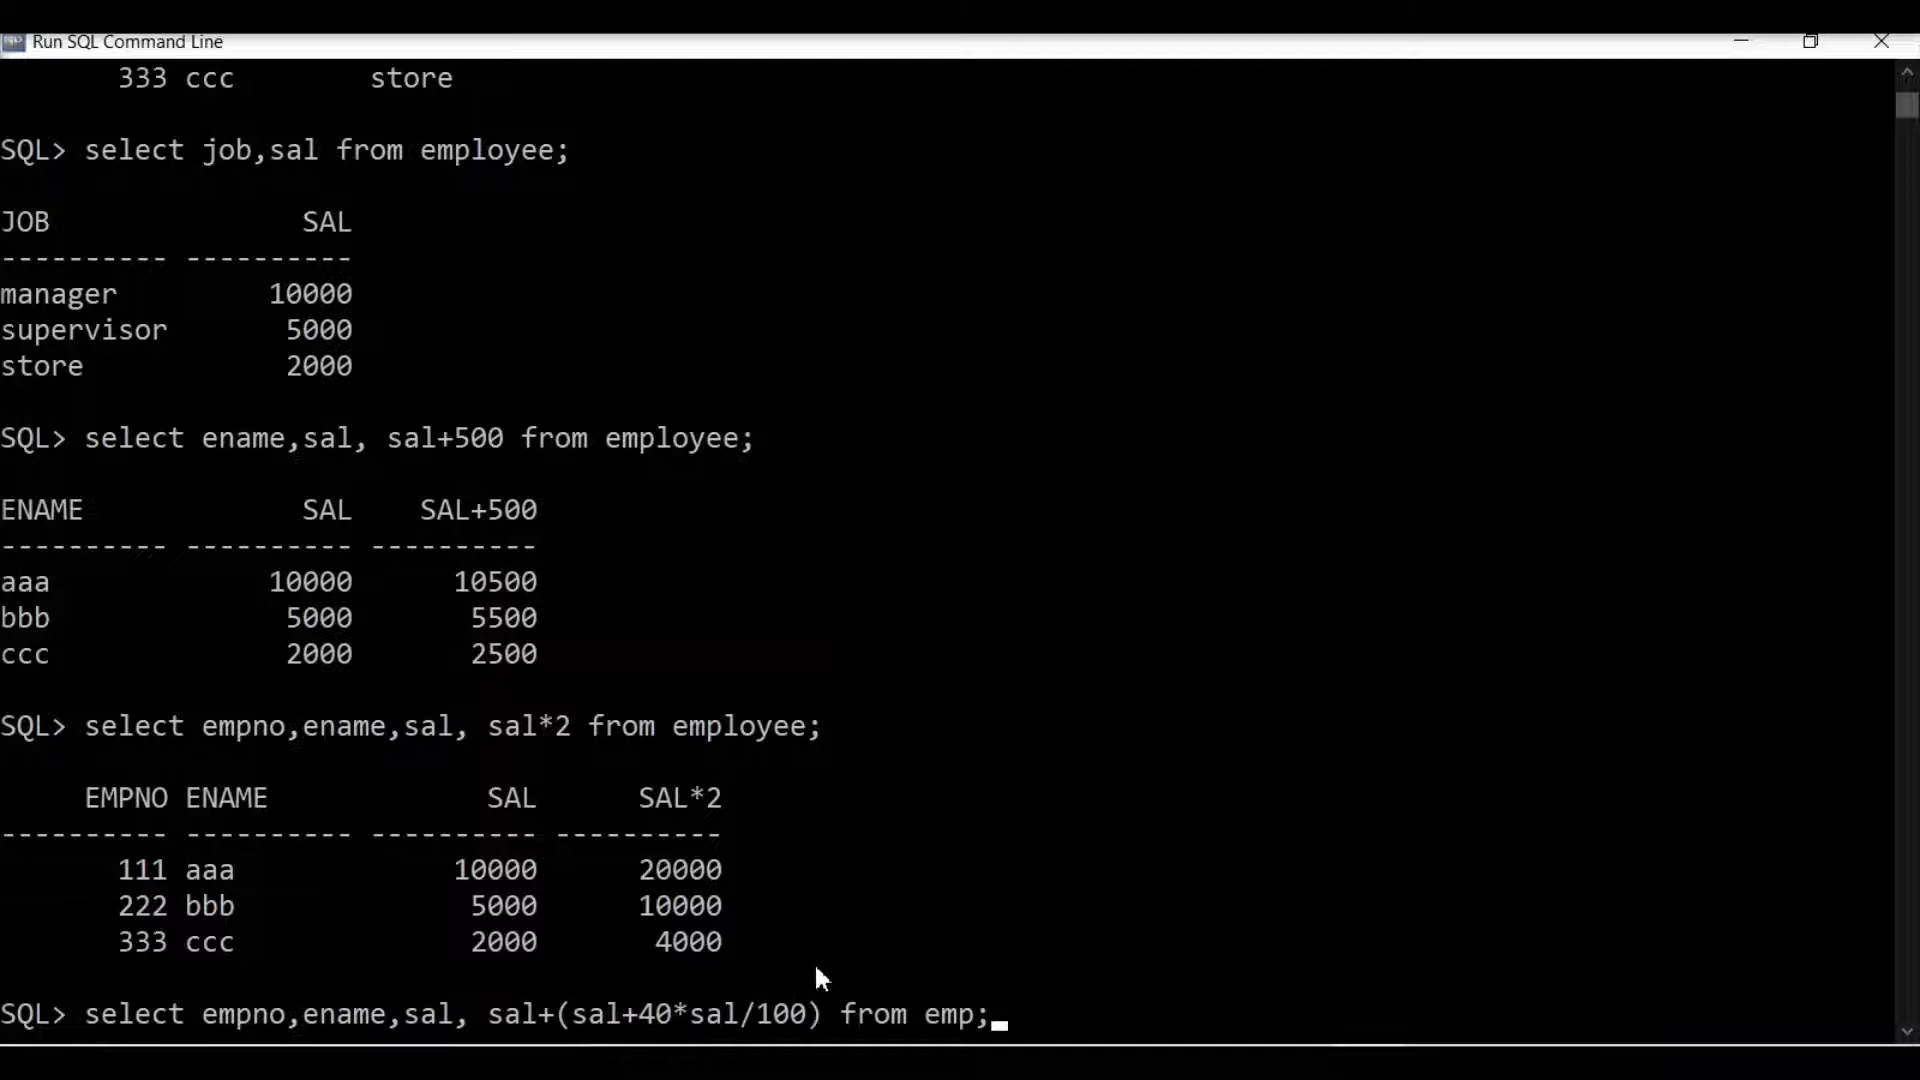 Run SQL Command Line
333 ccc store
SQL> select job,sal from employee;
JOB SAL
---------- ----------
manager 10000
supervisor 5000
store 2000
SQL> select ename,sal, sal+500 from employee;
ENAME SAL SAL+500
---------- ---------- ----------
aaa 10000 10500
bbb 5000 5500
ccc 2000 2500
SQL> select empno,ename,sal, sal*2 from employee;
EMPNO ENAME SAL SAL*2
---------- ---------- ---------- ----------
111 aaa 10000 20000
222 bbb 5000 10000
333 ccc 2000 4000
SQL> select empno,ename,sal, sal+(sal+40*sal/100) from emp;